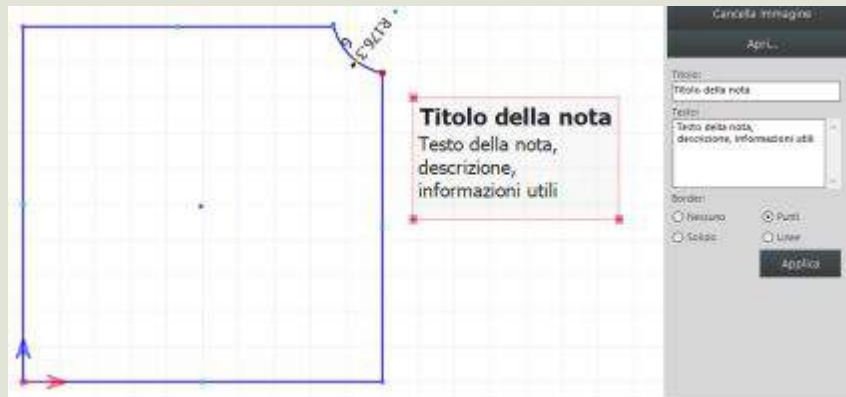 R176.3
6
Titolo della nota
Testo della nota,
descrizione,
informazioni utili
Cancella Immagine
Apri...
Titolo:
Titolo della nota
Testo:
Testo della nota,
descrizione, informazioni utili
Border:
Nessuno
Punti
Solido
Linee
Applica